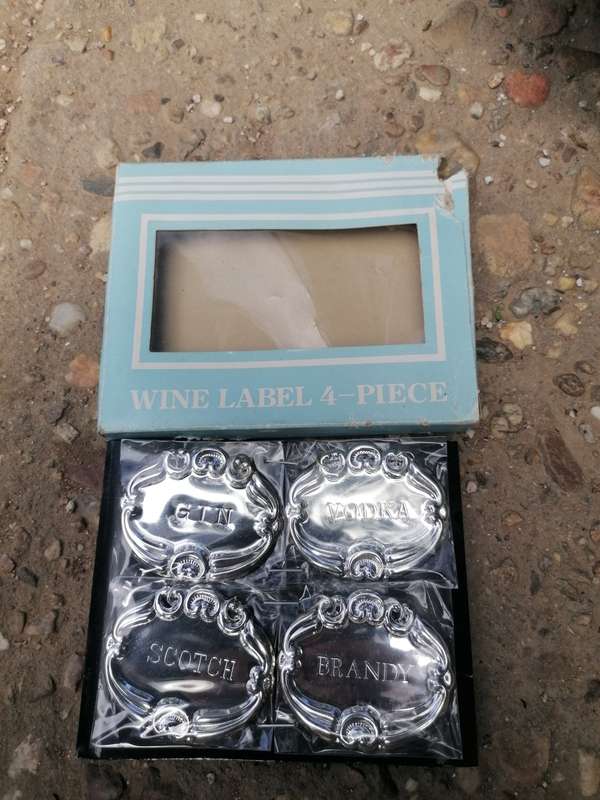 WINE LABEL 4-PIECE
GIN
VODKA
SCOTCH
BRANDY